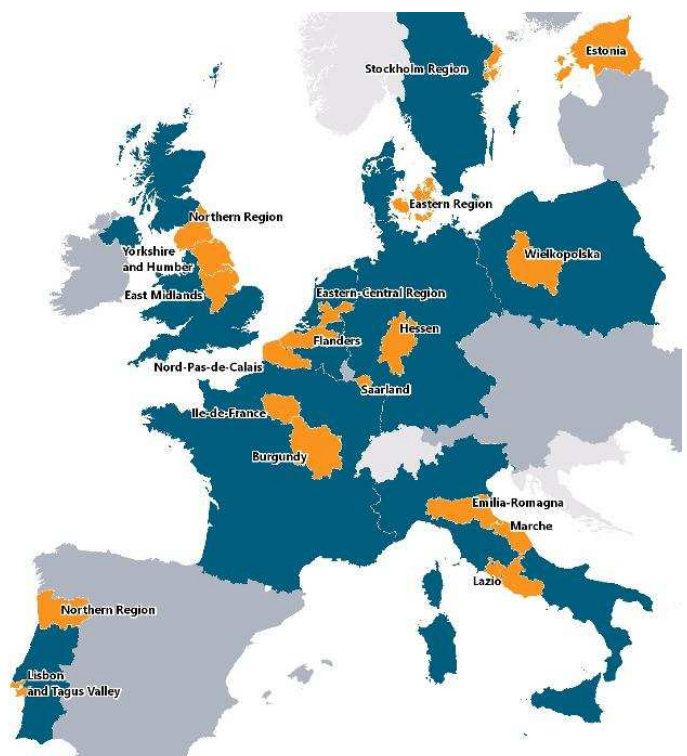 Estonia
Stockholm Region
Eastern Region
Northern Region
Yorkshire
and Humber
Wielkopolska
East Midlands
Eastern-Central Region
Hessen
Flanders
Nord-Pas-de-Calais
Saarland
Ile-de-France
Burgundy
Emilia-Romagna
Marche
Lazio
Northern Region
Lisbon
and Tagus Valley